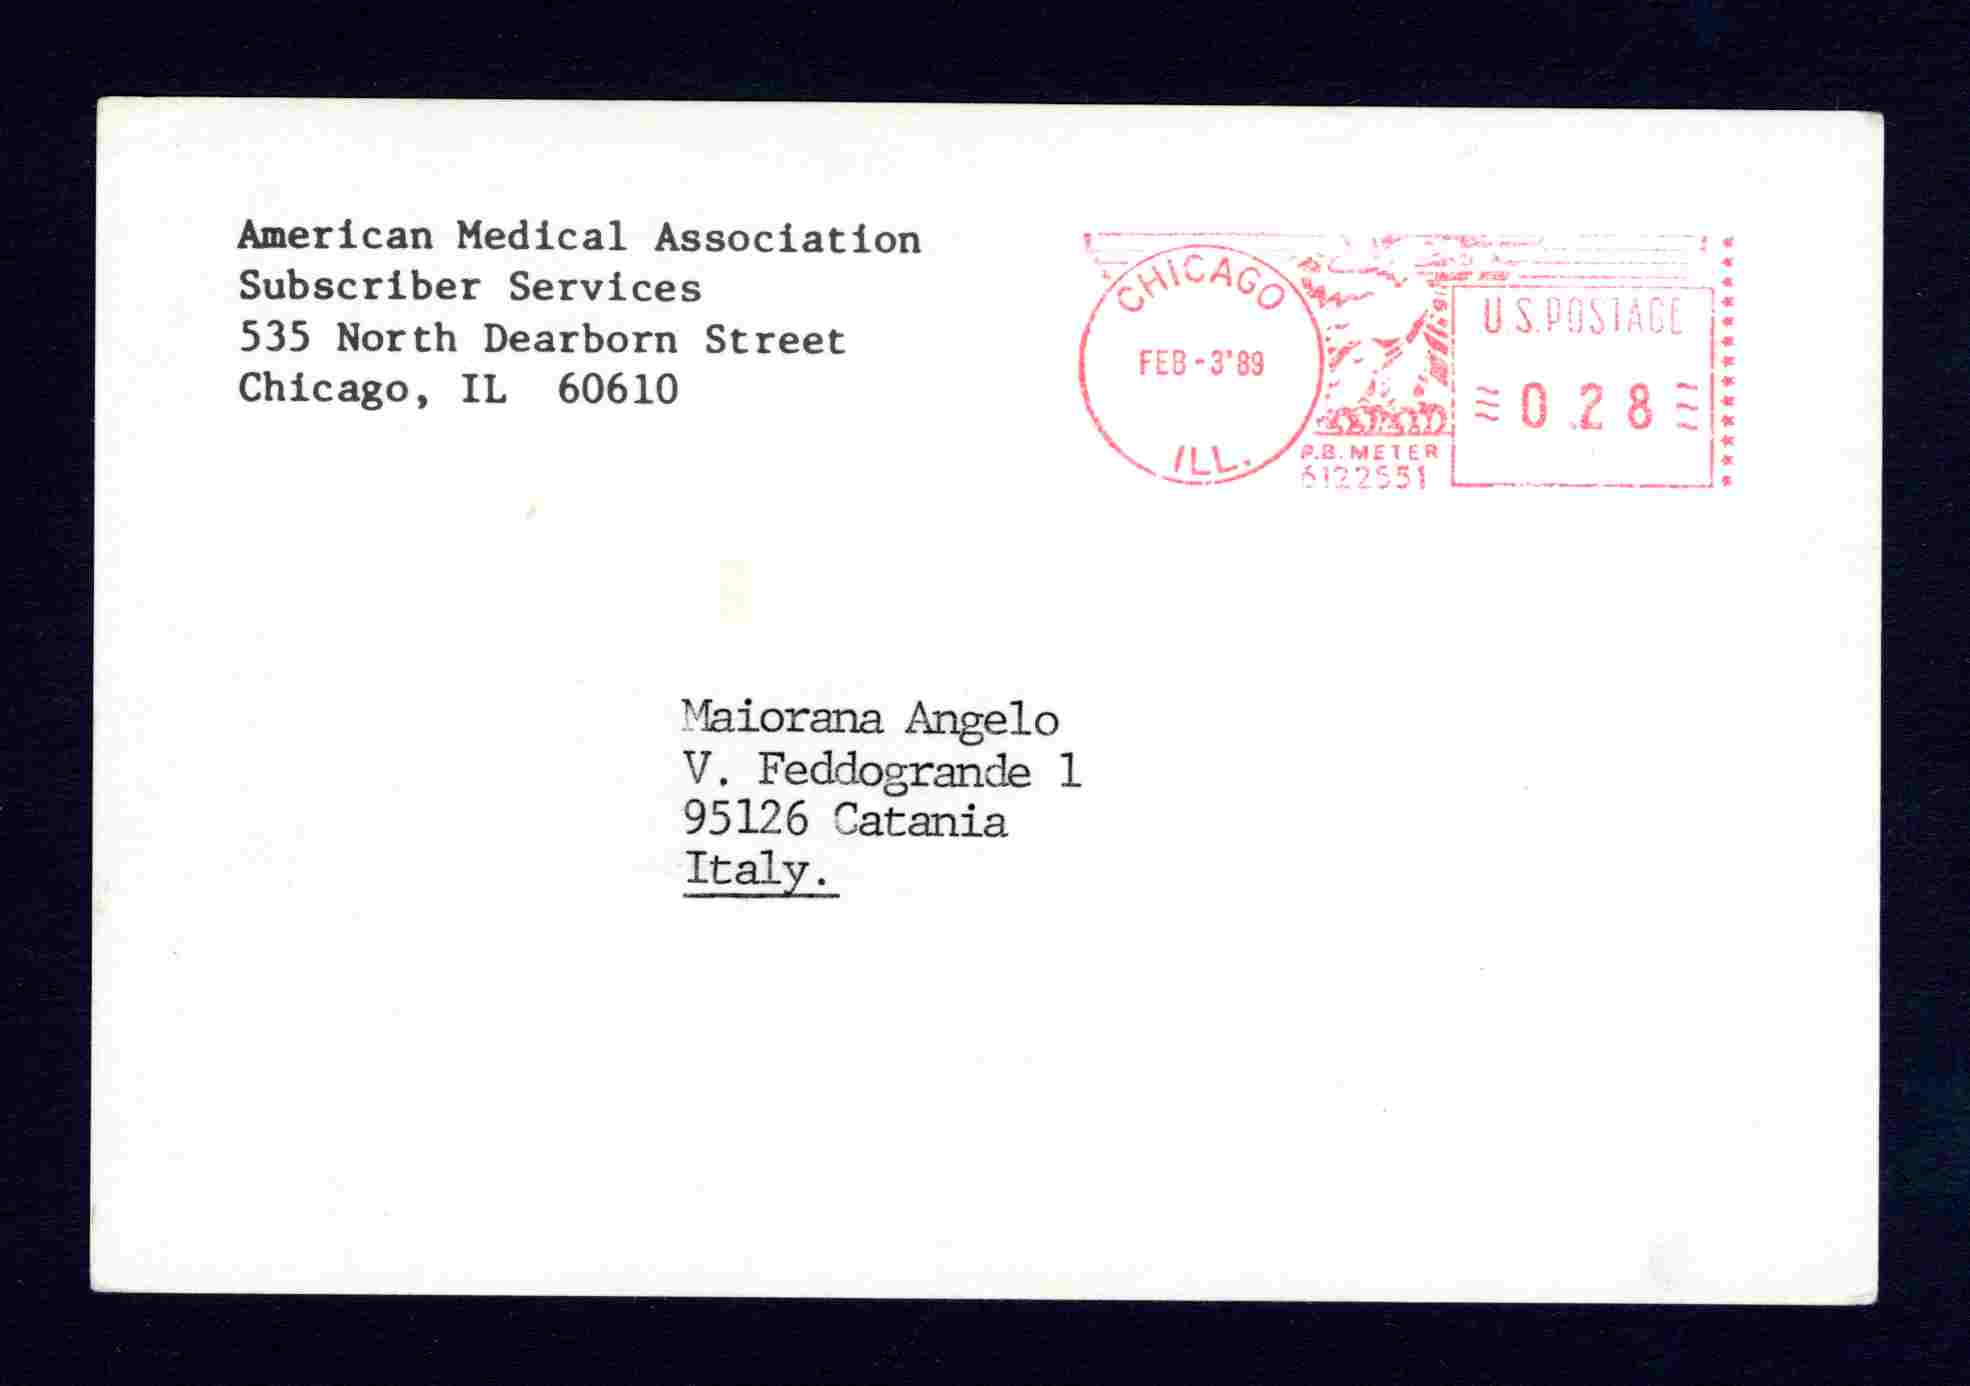 American Medical Association
Subscriber Services
535 North Dearborn Street
Chicago, IL 60610
CHICAGO
FEB-3'89
ILL.
P.B. METER
6122551
U.S. POSTAGE
0.28
Maiorana Angelo
V. Feddogrande 1
95126 Catania
Italy.